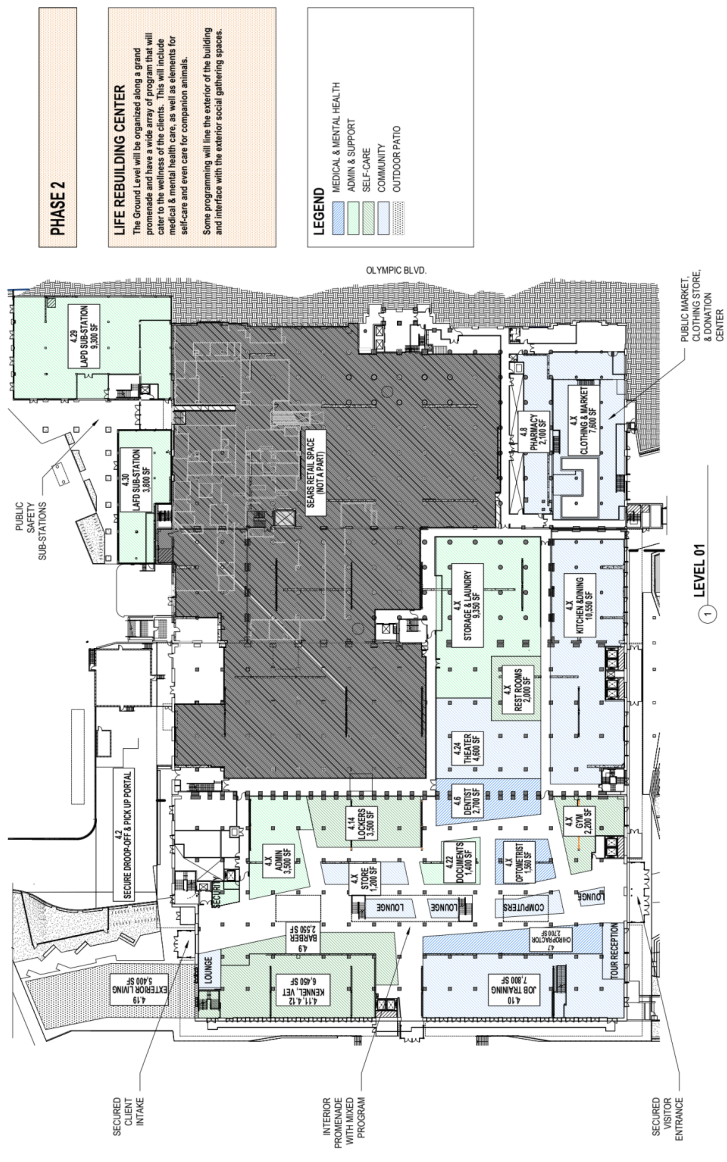 PHASE 2
LIFE REBUILDING CENTER
The Ground Level will be organized along a grand
promenade and have a wide array of program that will
cater to the wellness of the clients. This will include
medical & mental health care, as well as elements for
self-care and even care for companion animals.
Some programming will line the exterior of the building
and interface with the exterior social gathering spaces.
LEGEND
MEDICAL & MENTAL HEALTH
ADMIN & SUPPORT
SELF-CARE
COMMUNITY
OUTDOOR PATIO
OLYMPIC BLVD.
PUBLIC
SAFETY
SUB-STATIONS
4.29
LAPD SUB-STATION
9,300 SF
4.30
LAFD SUB-STATION
3,800 SF
SEARS RETAIL SPACE
(NOT A PART)
4.8
PHARMACY
2,100 SF
4.X
CLOTHING & MARKET
7,600 SF
PUBLIC MARKET,
CLOTHING STORE,
& DONATION
CENTER
4.X
STORAGE & LAUNDRY
9,350 SF
4.X
KITCHEN &DINING
10,550 SF
4.X
REST ROOMS
2,000 SF
4.24
THEATER
4,600 SF
4.6
DENTIST
2,700 SF
4.2
SECURE DROOP-OFF & PICK UP PORTAL
4.X
ADMIN
3,500 SF
4.14
LOCKERS
3,500 SF
4.X
STORE
1,200 SF
4.22
DOCUMENTS
1,400 SF
4.X
OPTOMETRIST
1,560 SF
4.X
GYM
2,200 SF
LOUNGE
LOUNGE
COMPUTERS
LOUNGE
4.9
BARBER
2,550 SF
4.7
CHIROPRACTOR
2,700 SF
TOUR RECEPTION
LOUNGE
4.11, 4.12
KENNEL, VET
6,450 SF
4.10
JOB TRAINING
7,800 SF
4.19
EXTERIOR LIVING
5,400 SF
SECURED
CLIENT
INTAKE
INTERIOR
PROMENADE
WITH MIXED
PROGRAM
SECURED
VISITOR
ENTRANCE
1
LEVEL 01